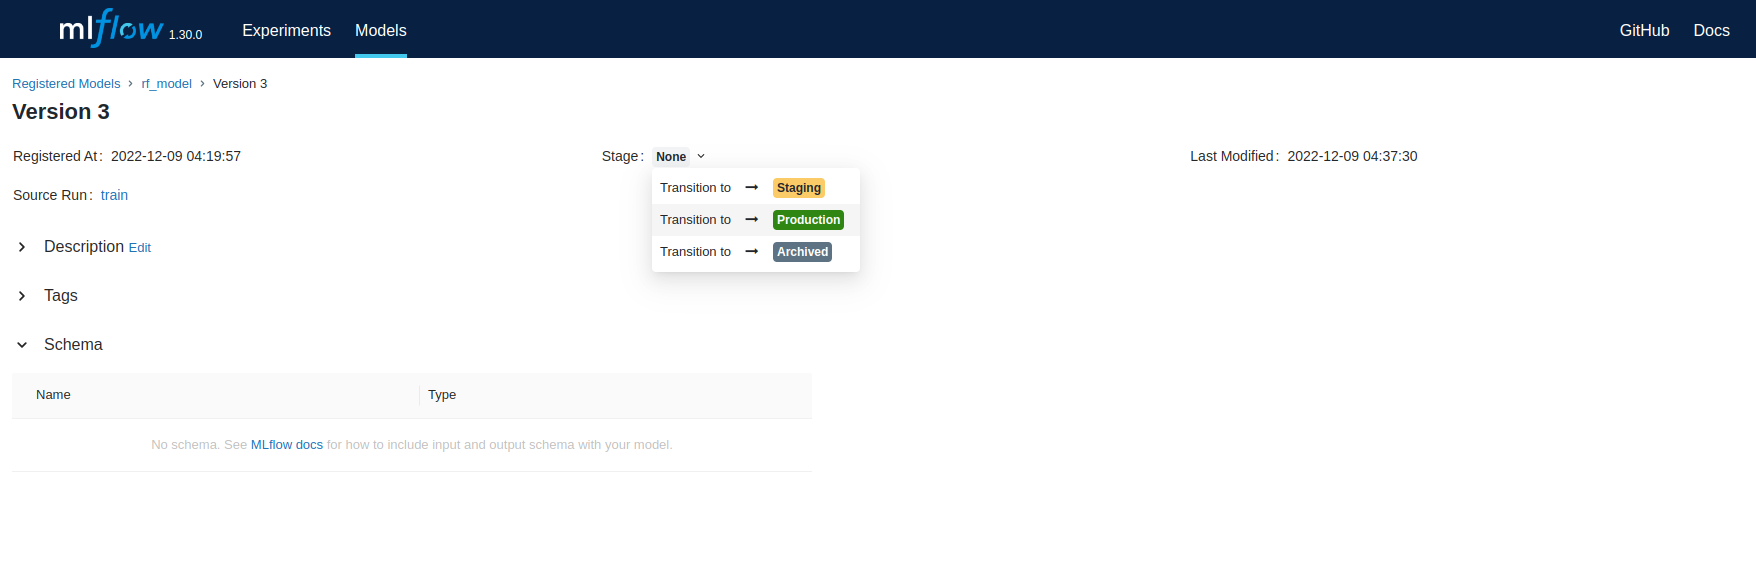 mlflow 1.30.0 Experiments Models GitHub Docs
Registered Models > rf_model > Version 3
Version 3
Registered At: 2022-12-09 04:19:57 Stage: None Last Modified: 2022-12-09 04:37:30
Transition to → Staging
Source Run: train
Transition to → Production
Transition to → Archived
Description Edit
Tags
Schema
Name Type
No schema. See MLflow docs for how to include input and output schema with your model.